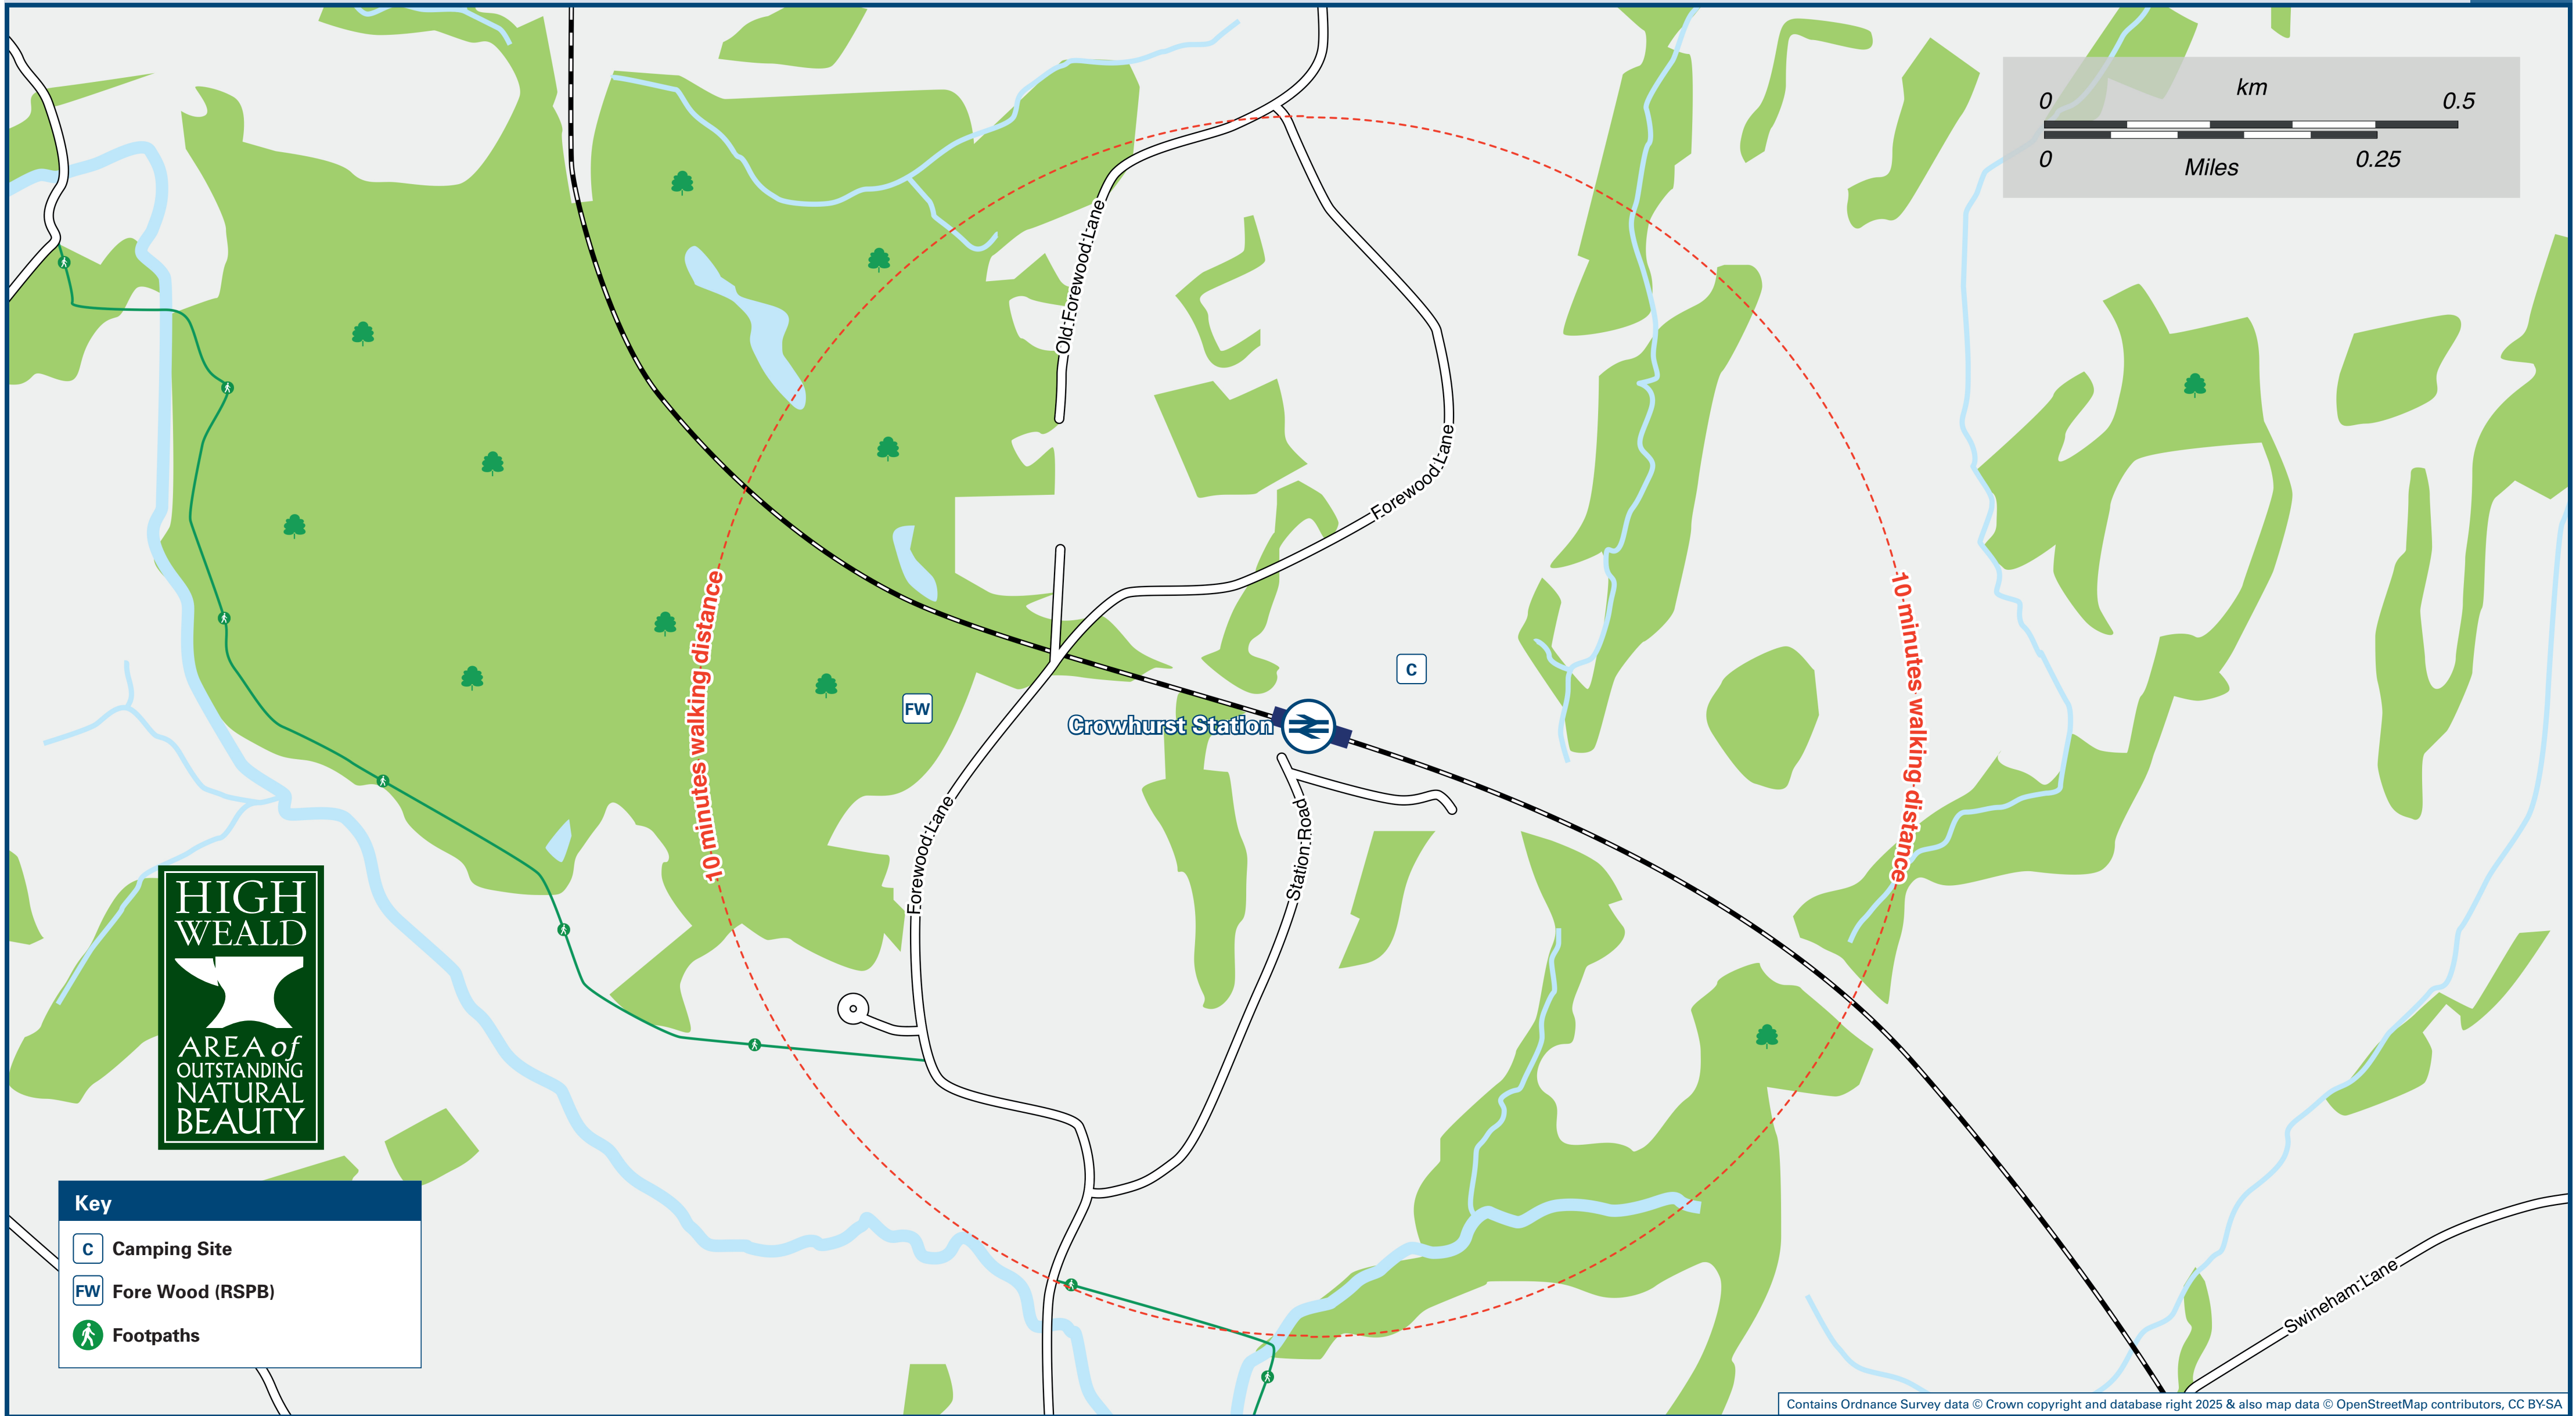 km
0 0.5
0 0.25
Miles
Old Forewood Lane
Forewood Lane
10 minutes walking distance
10 minutes walking distance
C
FW
Crowhurst Station
Forewood Lane
Station Road
HIGH
WEALD
AREA of
OUTSTANDING
NATURAL
BEAUTY
Key
C Camping Site
FW Fore Wood (RSPB)
Footpaths
Swineham Lane
Contains Ordnance Survey data © Crown copyright and database right 2025 & also map data © OpenStreetMap contributors, CC BY-SA